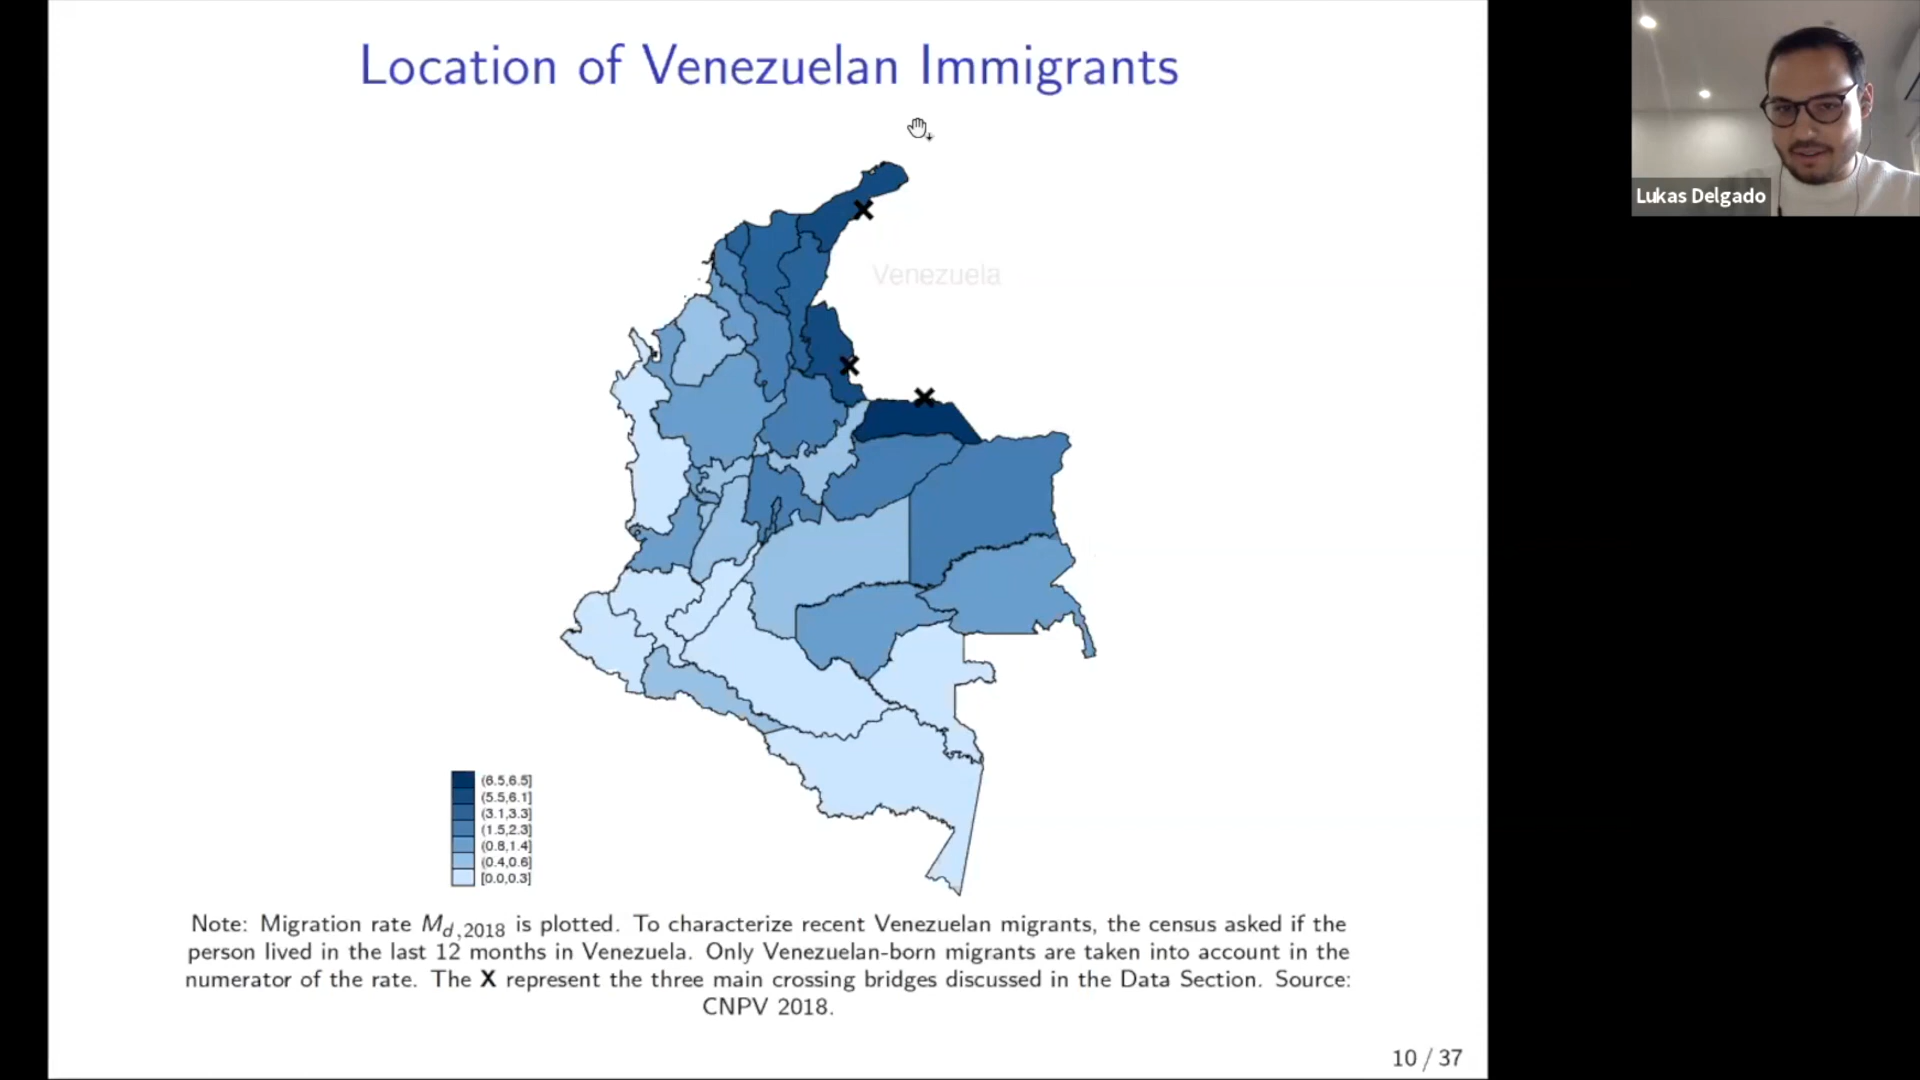 Location of Venezuelan Immigrants
Lukas Delgado
Venezuela
(6.5,6.5]
(5.5,6.1]
(3.1,3.3]
(1.5,2.3]
(0.8,1.4]
(0.4,0.6]
[0.0,0.3]
Note: Migration rate M_{d,2018} is plotted. To characterize recent Venezuelan migrants, the census asked if the
person lived in the last 12 months in Venezuela. Only Venezuelan-born migrants are taken into account in the
numerator of the rate. The X represent the three main crossing bridges discussed in the Data Section. Source:
CNPV 2018.
10 / 37